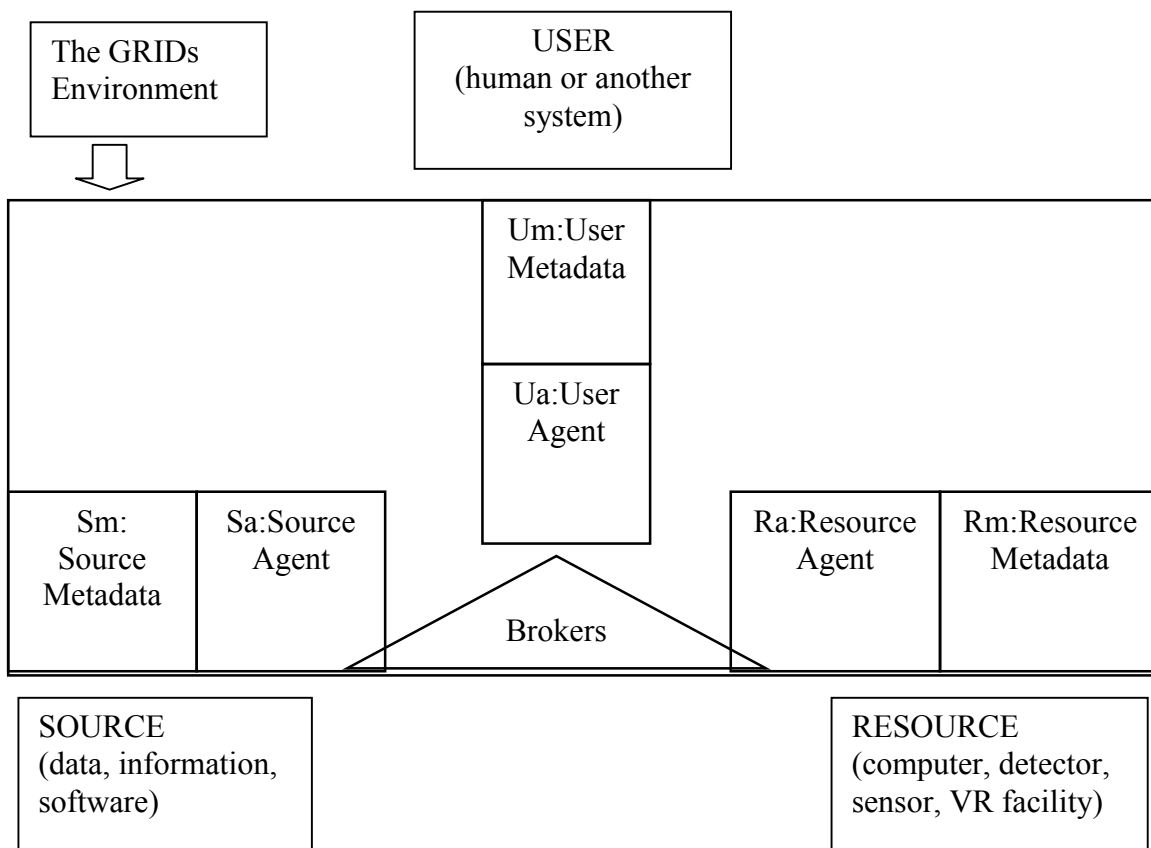 The GRIDs
Environment
USER
(human or another
system)
Um:User
Metadata
Ua:User
Agent
Sm:
Source
Metadata
Sa:Source
Agent
Brokers
Ra:Resource
Agent
Rm:Resource
Metadata
SOURCE
(data, information,
software)
RESOURCE
(computer, detector,
sensor, VR facility)